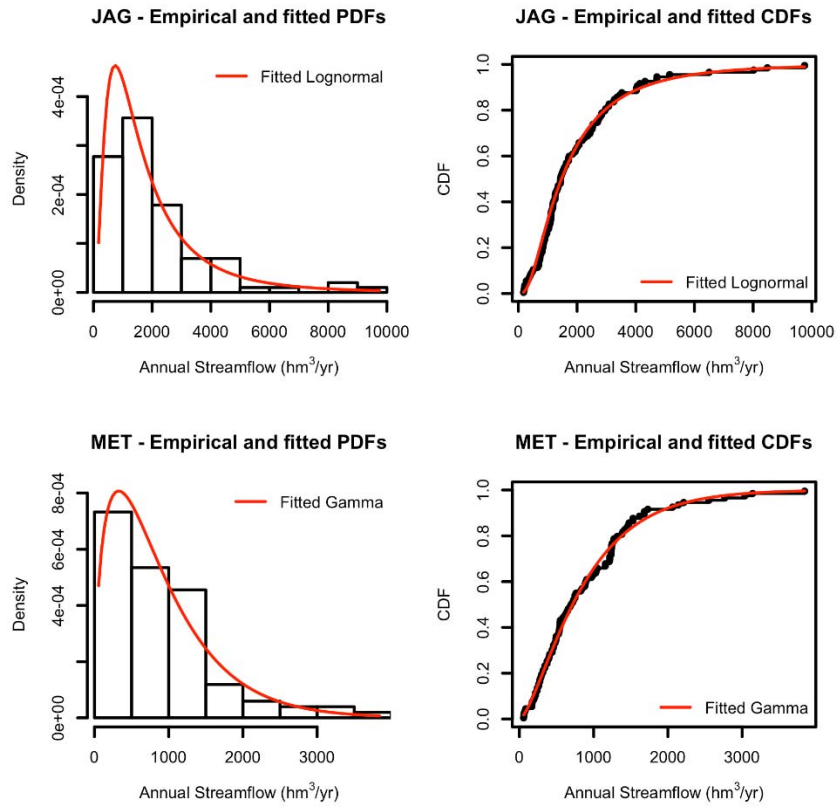 JAG - Empirical and fitted PDFs
Fitted Lognormal
Density
0e+00 2e-04 4e-04
0 2000 4000 6000 8000 10000
Annual Streamflow (hm³/yr)
JAG - Empirical and fitted CDFs
Fitted Lognormal
CDF
0.0 0.2 0.4 0.6 0.8 1.0
0 2000 4000 6000 8000 10000
Annual Streamflow (hm³/yr)
MET - Empirical and fitted PDFs
Fitted Gamma
Density
0e+00 4e-04 6e-04 8e-04
0 1000 2000 3000
Annual Streamflow (hm³/yr)
MET - Empirical and fitted CDFs
Fitted Gamma
CDF
0.0 0.2 0.4 0.6 0.8 1.0
0 1000 2000 3000
Annual Streamflow (hm³/yr)